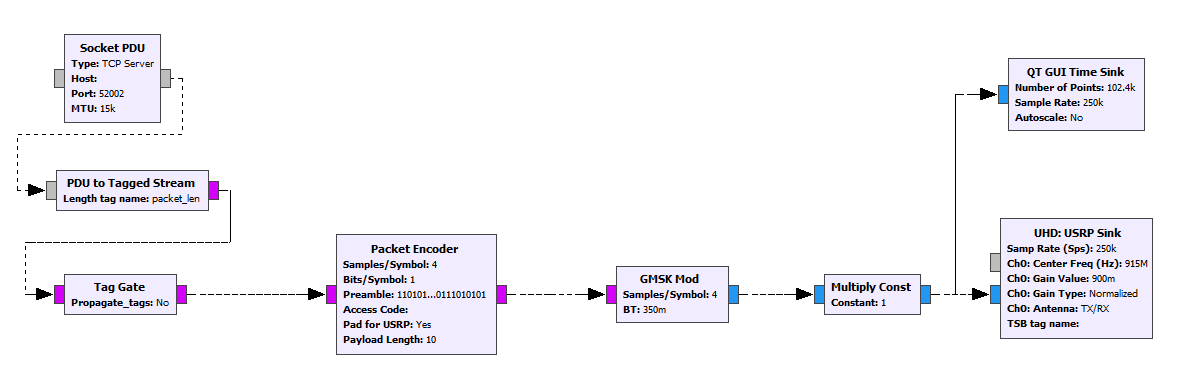 Socket PDU
Type: TCP Server
Host:
Port: 52002
MTU: 15k
PDU to Tagged Stream
Length tag name: packet_len
Tag Gate
Propagate_tags: No
Packet Encoder
Samples/Symbol: 4
Bits/Symbol: 1
Preamble: 110101...0111010101
Access Code:
Pad for USRP: Yes
Payload Length: 10
GMSK Mod
Samples/Symbol: 4
BT: 350m
Multiply Const
Constant: 1
QT GUI Time Sink
Number of Points: 102.4k
Sample Rate: 250k
Autoscale: No
UHD: USRP Sink
Samp Rate (Sps): 250k
Ch0: Center Freq (Hz): 915M
Ch0: Gain Value: 900m
Ch0: Gain Type: Normalized
Ch0: Antenna: TX/RX
TSB tag name: